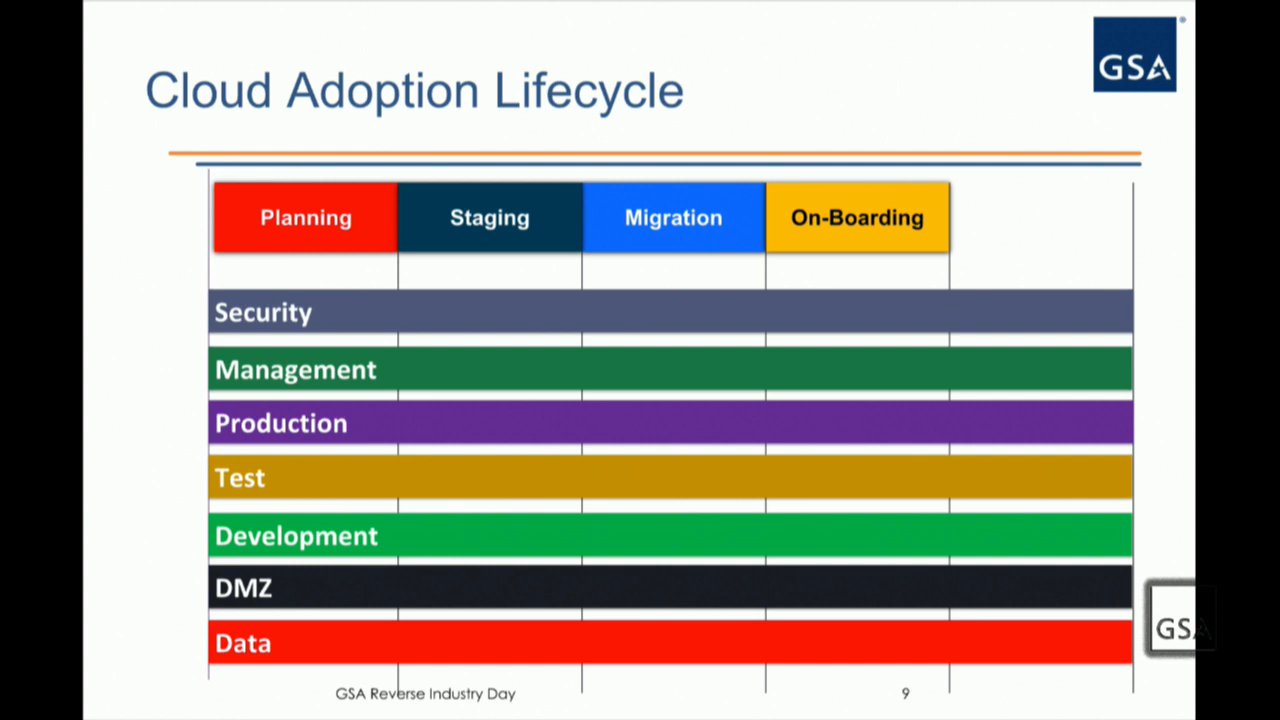 GSA
Cloud Adoption Lifecycle
Planning Staging Migration On-Boarding
Security
Management
Production
Test
Development
DMZ
Data
GSA
GSA Reverse Industry Day 9